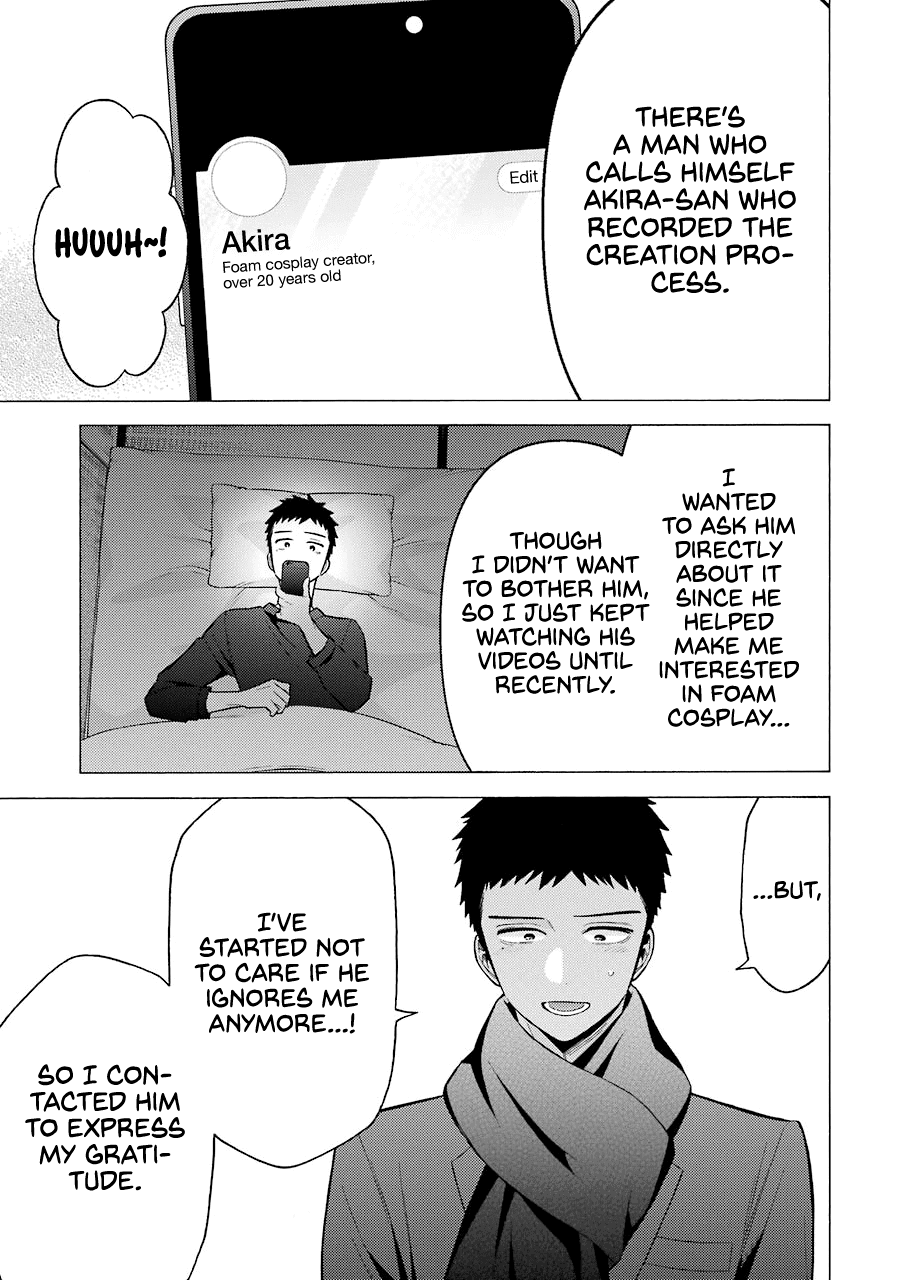 THERE'S
A MAN WHO
CALLS HIMSELF
AKIRA-SAN WHO
RECORDED THE
CREATION PRO-
CESS.
Edit
Akira
Foam cosplay creator,
over 20 years old
HUUUH~!
I
WANTED
TO ASK HIM
DIRECTLY
ABOUT IT
SINCE HE
HELPED
MAKE ME
INTERESTED
IN FOAM
COSPLAY...
THOUGH
I DIDN'T WANT
TO BOTHER HIM,
SO I JUST KEPT
WATCHING HIS
VIDEOS UNTIL
RECENTLY.
...BUT,
I'VE
STARTED NOT
TO CARE IF HE
IGNORES ME
ANYMORE...!
SO I CON-
TACTED HIM
TO EXPRESS
MY GRATI-
TUDE.